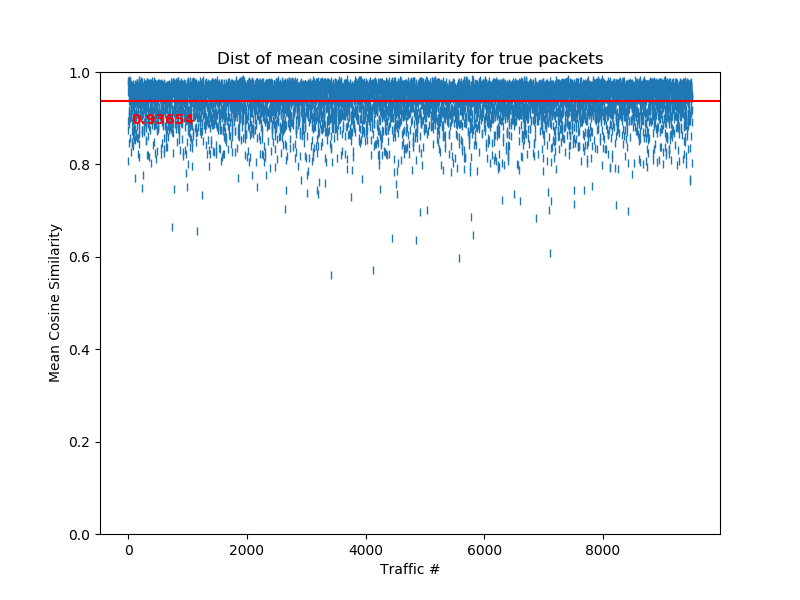 Dist of mean cosine similarity for true packets
1.0
0.93654
0.8
0.6
0.4
0.2
0.0
Mean Cosine Similarity
0 2000 4000 6000 8000
Traffic #